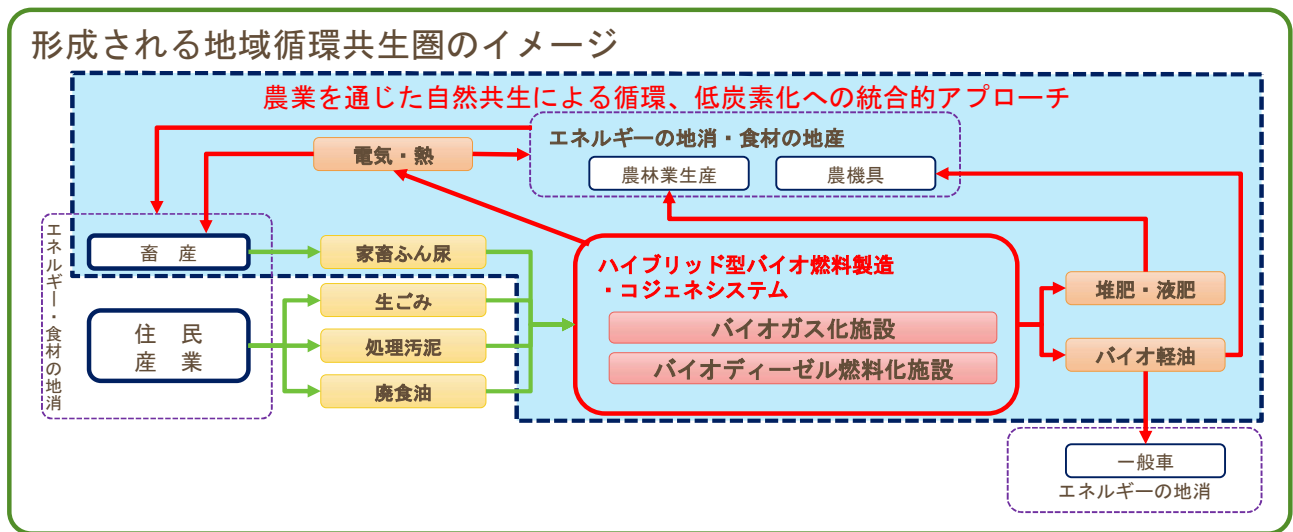 形成される地域循環共生圏のイメージ
農業を通じた自然共生による循環、低炭素化への統合的アプローチ
エネルギーの地消・食材の地産
電気・熱
農林業生産
農機具
エネルギー・食材の地消
畜　産
家畜ふん尿
ハイブリッド型バイオ燃料製造
・コジェネシステム
生ごみ
堆肥・液肥
住　民
産　業
バイオガス化施設
処理汚泥
バイオ軽油
バイオディーゼル燃料化施設
廃食油
一般車
エネルギーの地消